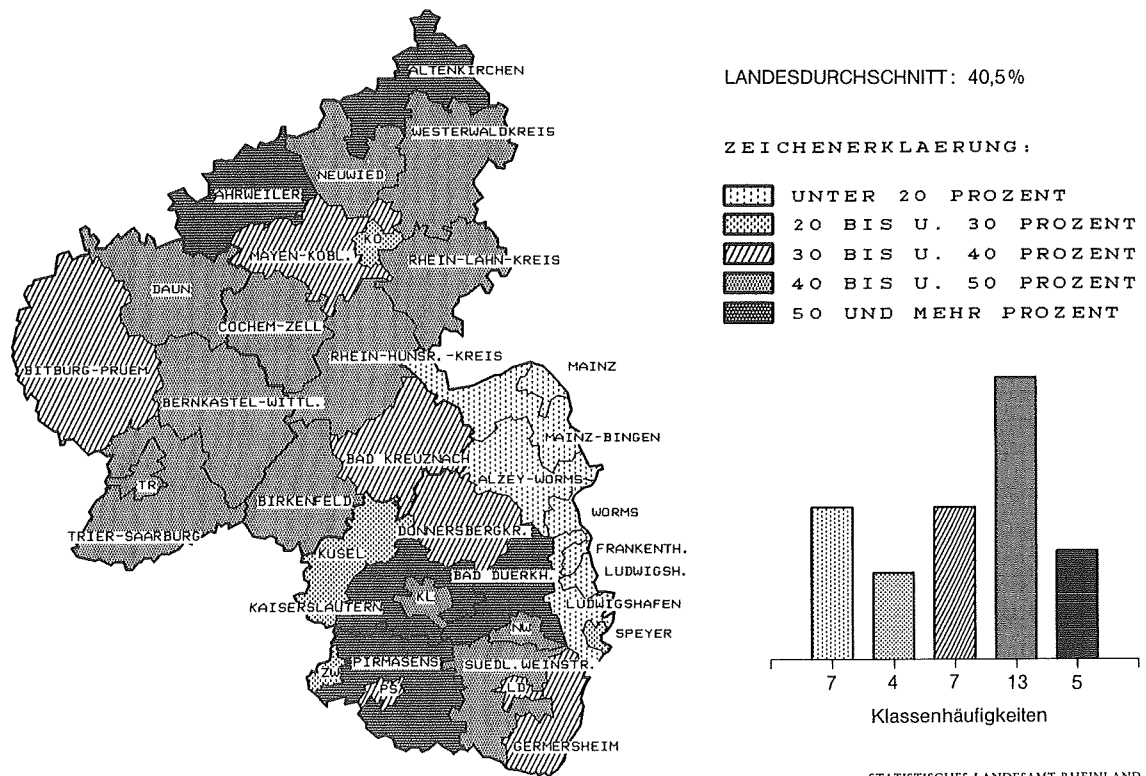 ALTENKIRCHEN
WESTERWALDKREIS
NEUWIED
AHRWEILER
KO
MAYEN-KOBL.
RHEIN-LAHN-KREIS
DAUN
COCHEM-ZELL
RHEIN-HUNSR.-KREIS
BITBURG-PRUEM
BERNKASTEL-WITTL.
MAINZ
MAINZ-BINGEN
BAD KREUZNACH
ALZEY-WORMS
TR
BIRKENFELD
TRIER-SAARBURG
WORMS
DONNERSBERGKR.
KUSEL
FRANKENTH.
BAD DUERKH.
LUDWIGSH.
KL
KAISERSLAUTERN
LUDWIGSHAFEN
NW
SPEYER
PIRMASENS
SUEDL.WEINSTR.
ZW
PS
LD
GERMERSHEIM
LANDESDURCHSCHNITT: 40,5%
ZEICHENERKLAERUNG:
UNTER 20 PROZENT
20 BIS U. 30 PROZENT
30 BIS U. 40 PROZENT
40 BIS U. 50 PROZENT
50 UND MEHR PROZENT
7 4 7 13 5
Klassenhäufigkeiten
STATISTISCHES LANDESAMT RHEINLAND